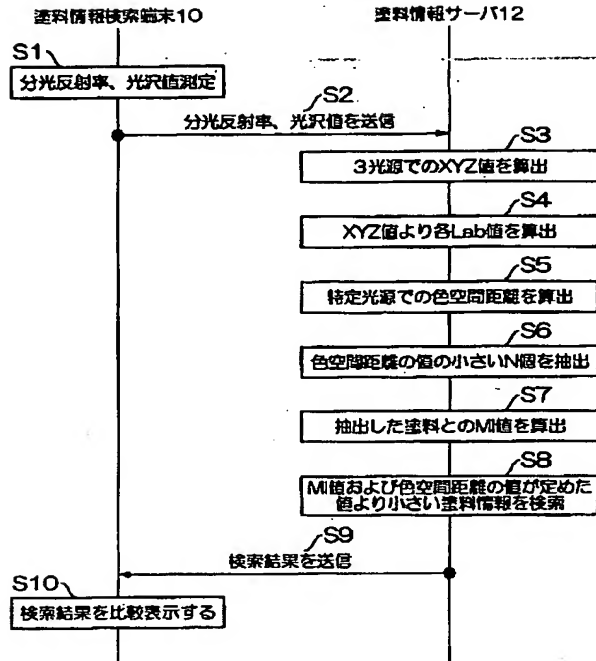 塗料情報検索端末10
塗料情報サーバ12
S1
分光反射率、光沢値測定
S2
分光反射率、光沢値を送信
S3
3光源でのXYZ値を算出
S4
XYZ値より各Lab値を算出
S5
特定光源での色空間距離を算出
S6
色空間距離の値の小さいN個を抽出
S7
抽出した塗料とのMI値を算出
S8
MI値および色空間距離の値が定めた
値より小さい塗料情報を検索
S9
検索結果を送信
S10
検索結果を比較表示する